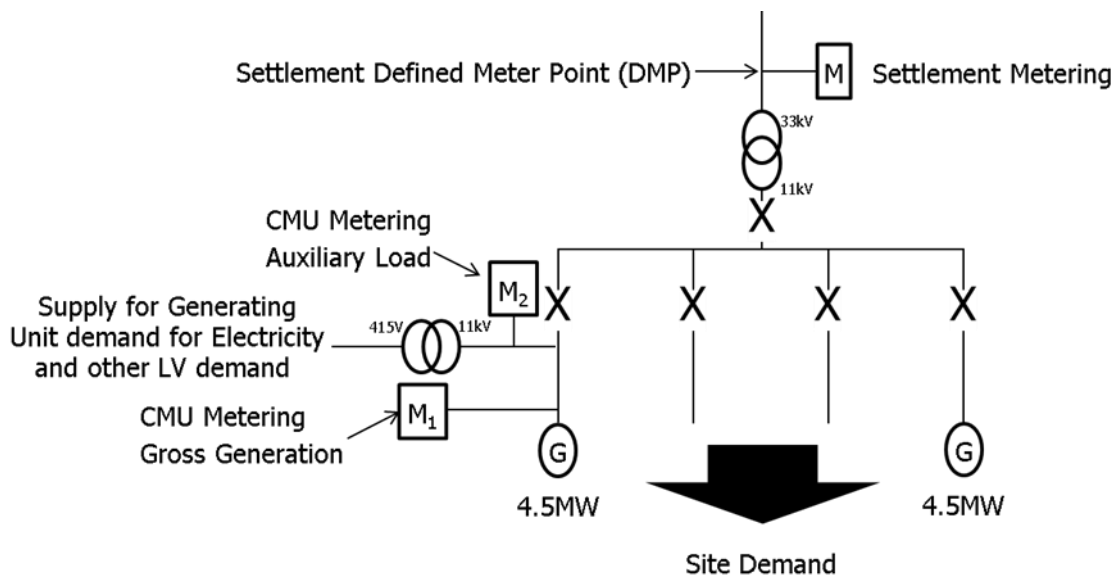 Settlement Defined Meter Point (DMP)
M
Settlement Metering
33kV
11kV
CMU Metering
Auxiliary Load
M₂
Supply for Generating
Unit demand for Electricity
and other LV demand
415V
11kV
CMU Metering
Gross Generation
M₁
G
4.5MW
G
4.5MW
Site Demand